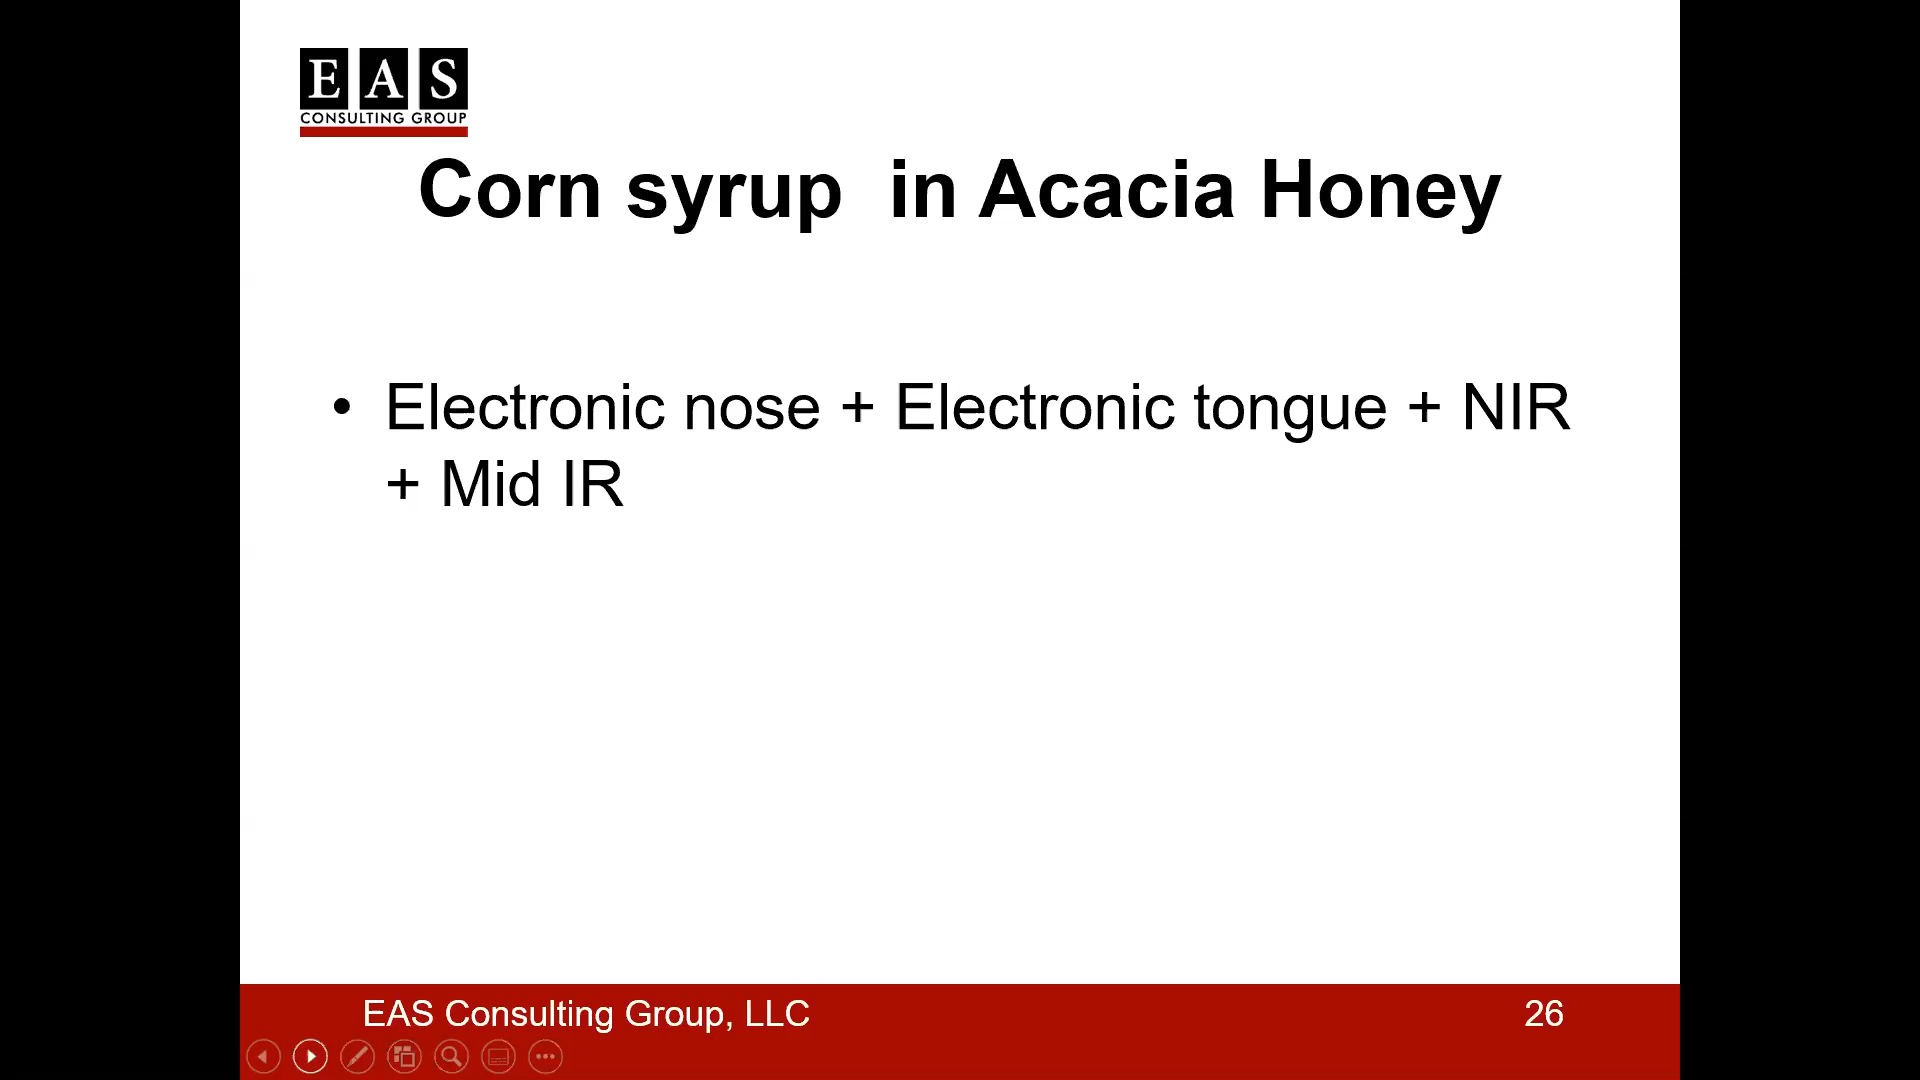 EAS
CONSULTING GROUP
Corn syrup  in Acacia Honey
• Electronic nose + Electronic tongue + NIR
+ Mid IR
EAS Consulting Group, LLC
26